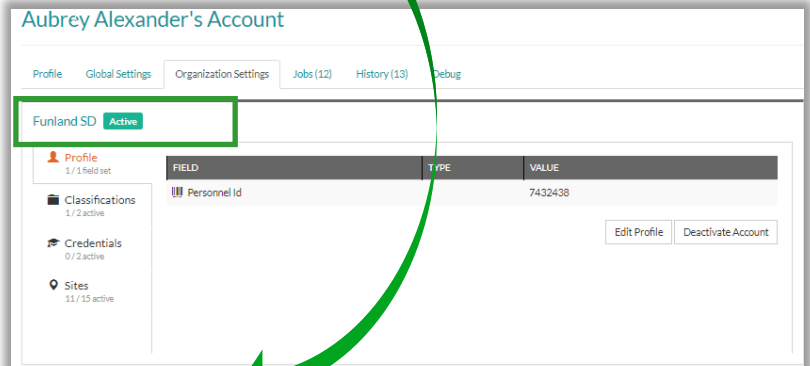 Aubrey Alexander's Account
Profile Global Settings Organization Settings Jobs (12) History (13) Debug
Funland SD Active
Profile
1 / 1 field set
FIELD TYPE VALUE
Personnel Id 7432438
Classifications
1 / 2 active
Edit Profile Deactivate Account
Credentials
0 / 2 active
Sites
11 / 15 active